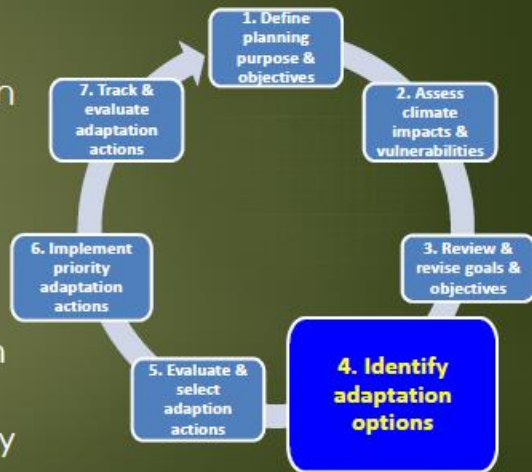 1. Define
planning
purpose &
objectives
2. Assess
climate
impacts &
vulnerabilities
3. Review &
revise goals &
objectives
4. Identify
adaptation
options
5. Evaluate &
select
adaption
actions
6. Implement
priority
adaptation
actions
7. Track &
evaluate
adaptation
actions